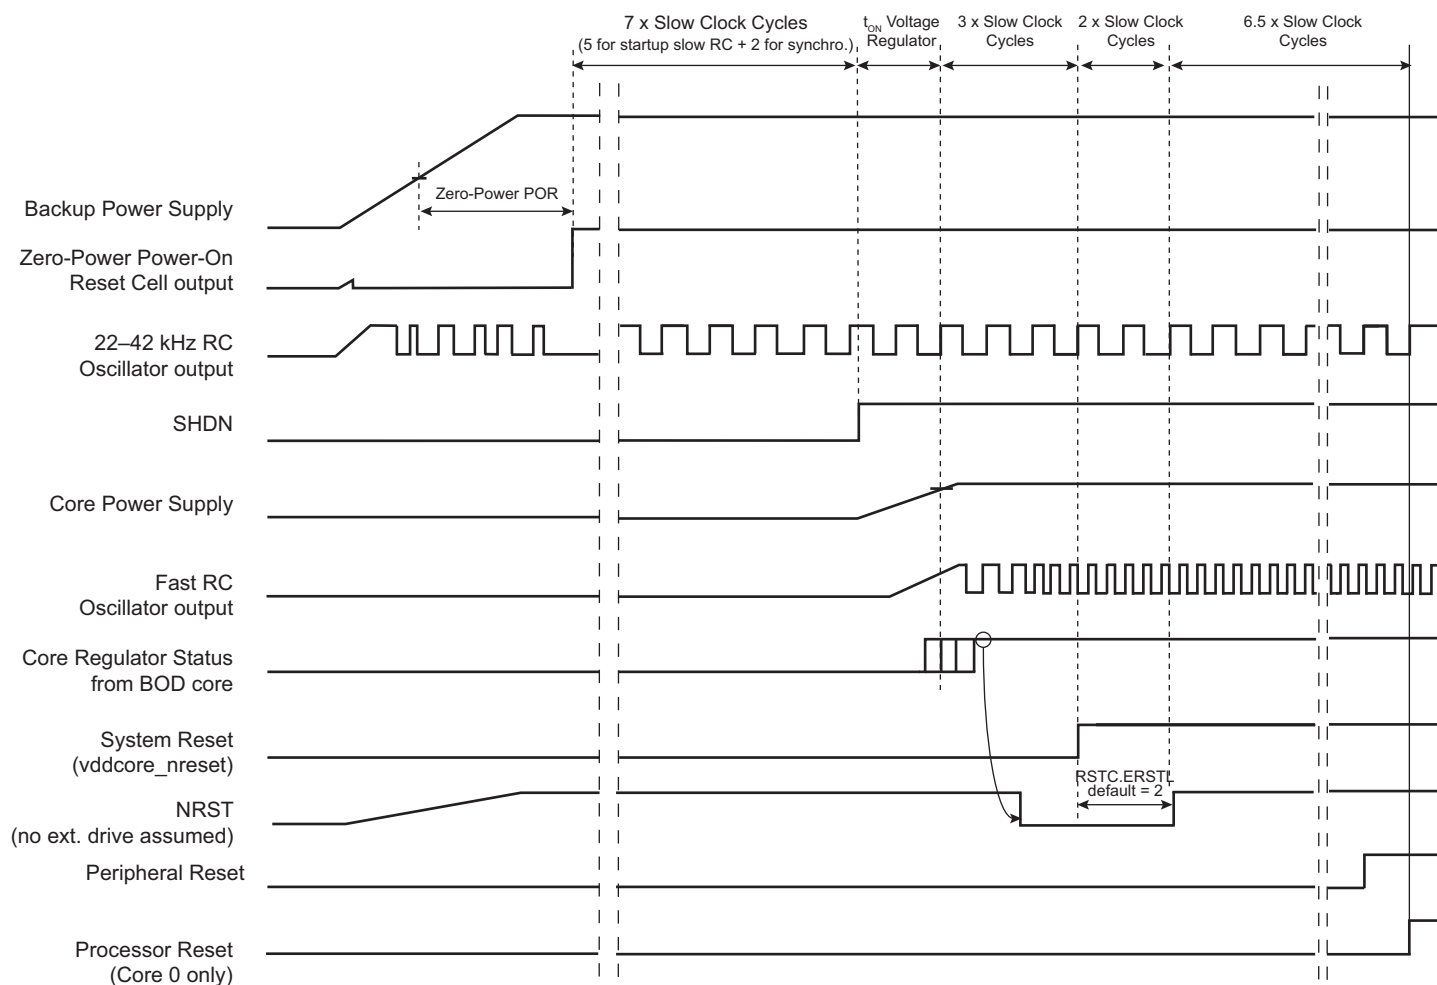 7 x Slow Clock Cycles
(5 for startup slow RC + 2 for synchro.)
tON Voltage
Regulator
3 x Slow Clock
Cycles
2 x Slow Clock
Cycles
6.5 x Slow Clock
Cycles
Zero-Power POR
Backup Power Supply
Zero-Power Power-On
Reset Cell output
22–42 kHz RC
Oscillator output
SHDN
Core Power Supply
Fast RC
Oscillator output
Core Regulator Status
from BOD core
System Reset
(vddcore_nreset)
RSTC.ERSTL
default = 2
NRST
(no ext. drive assumed)
Peripheral Reset
Processor Reset
(Core 0 only)